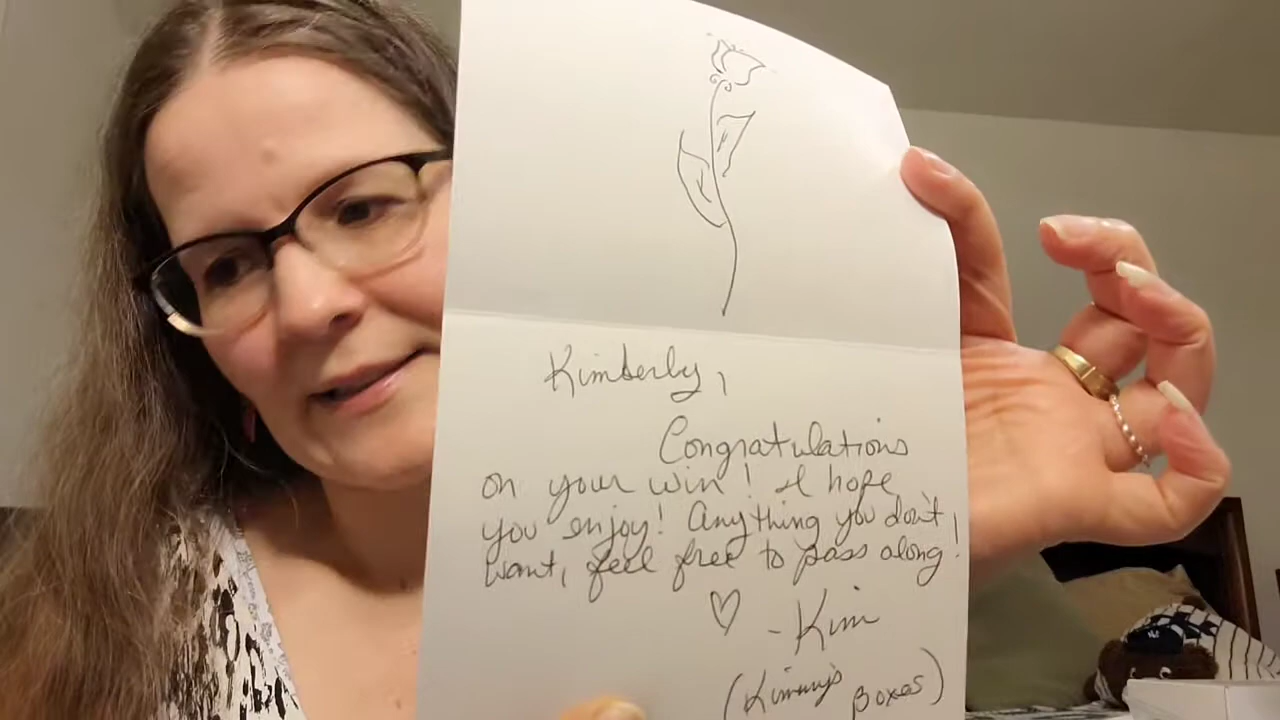 Kimberly,
Congratulations
on your win! I hope
you enjoy! Anything you don't
want, feel free to pass along!
♡ - Kim
(Kimmy's Boxes)